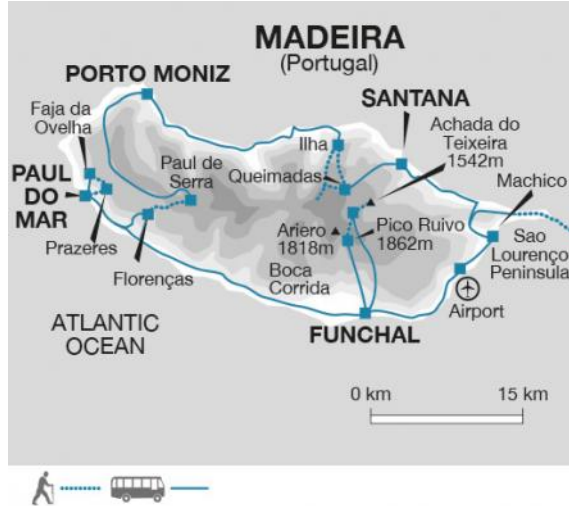 MADEIRA
(Portugal)
PORTO MONIZ
SANTANA
Faja da
Ovelha
Ilha
Achada do
Teixeira
1542m
PAUL
DO
MAR
Paul de
Serra
Queimadas
Machico
Prazeres
Ariero
1818m
Pico Ruivo
1862m
Sao
Lourenço
Peninsula
Florenças
Boca
Corrida
Airport
ATLANTIC
OCEAN
FUNCHAL
0 km
15 km